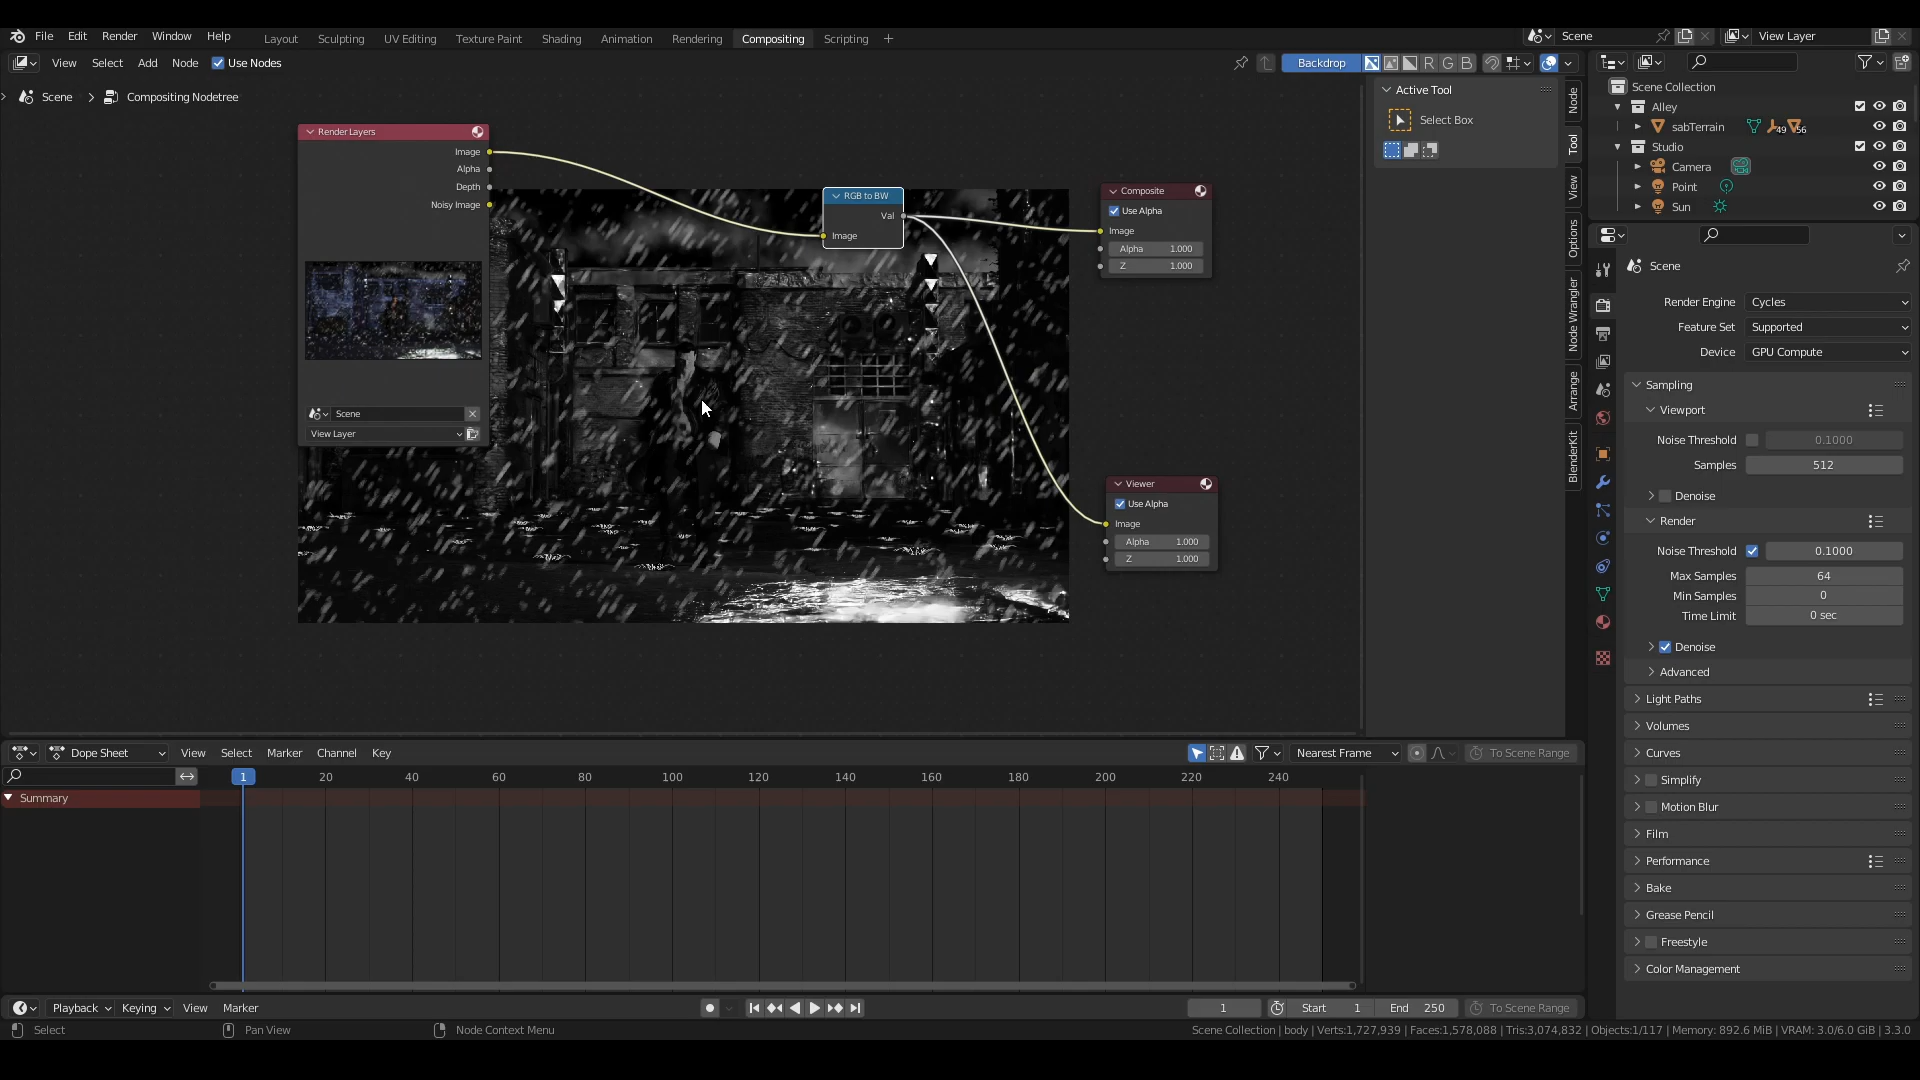 File Edit Render Window Help Layout Sculpting UV Editing Texture Paint Shading Animation Rendering Compositing Scripting + Scene View Layer
View Select Add Node Use Nodes Backdrop R G B
Scene > Compositing Nodetree
Active Tool
Select Box
Node
Tool
View
Options
Node Wrangler
Arrange
BlenderKit
Render Layers
Image
Alpha
Depth
Noisy Image
Scene
View Layer
RGB to BW
Val
Image
Composite
Use Alpha
Image
Alpha 1.000
Z 1.000
Viewer
Use Alpha
Image
Alpha 1.000
Z 1.000
Scene Collection
Alley
sabTerrain 49 56
Studio
Camera
Point
Sun
Scene
Render Engine Cycles
Feature Set Supported
Device GPU Compute
Sampling
Viewport
Noise Threshold 0.1000
Samples 512
Denoise
Render
Noise Threshold 0.1000
Max Samples 64
Min Samples 0
Time Limit 0 sec
Denoise
Advanced
Light Paths
Volumes
Curves
Simplify
Motion Blur
Film
Performance
Bake
Grease Pencil
Freestyle
Color Management
Dope Sheet View Select Marker Channel Key Nearest Frame To Scene Range
1 20 40 60 80 100 120 140 160 180 200 220 240
Summary
Playback Keying View Marker 1 Start 1 End 250 To Scene Range
Select Pan View Node Context Menu Scene Collection | body | Verts:1,727,939 | Faces:1,578,088 | Tris:3,074,832 | Objects:1/117 | Memory: 892.6 MiB | VRAM: 3.0/6.0 GiB | 3.3.0